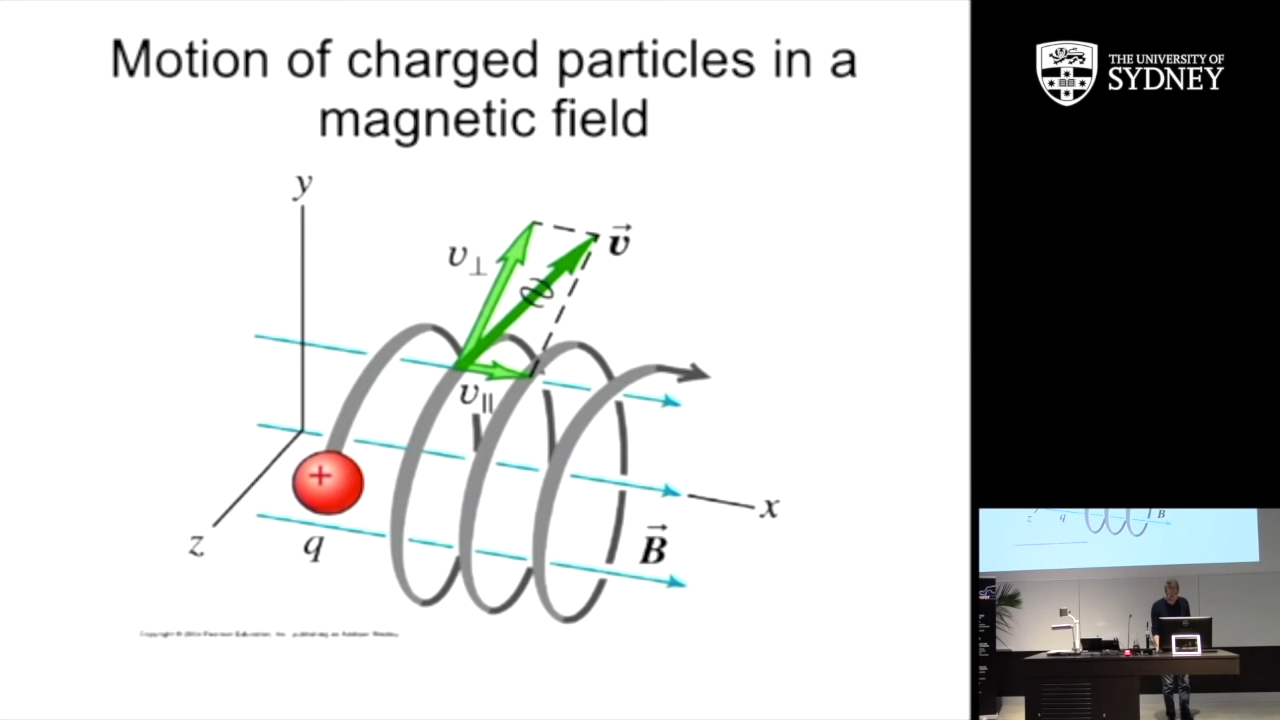 Motion of charged particles in a
magnetic field
THE UNIVERSITY OF
SYDNEY
y
v⊥
v⃗
v||
+
x
z
q
B⃗
Copyright © 2004 Pearson Education, Inc. publishing as Addison Wesley
z
q
B